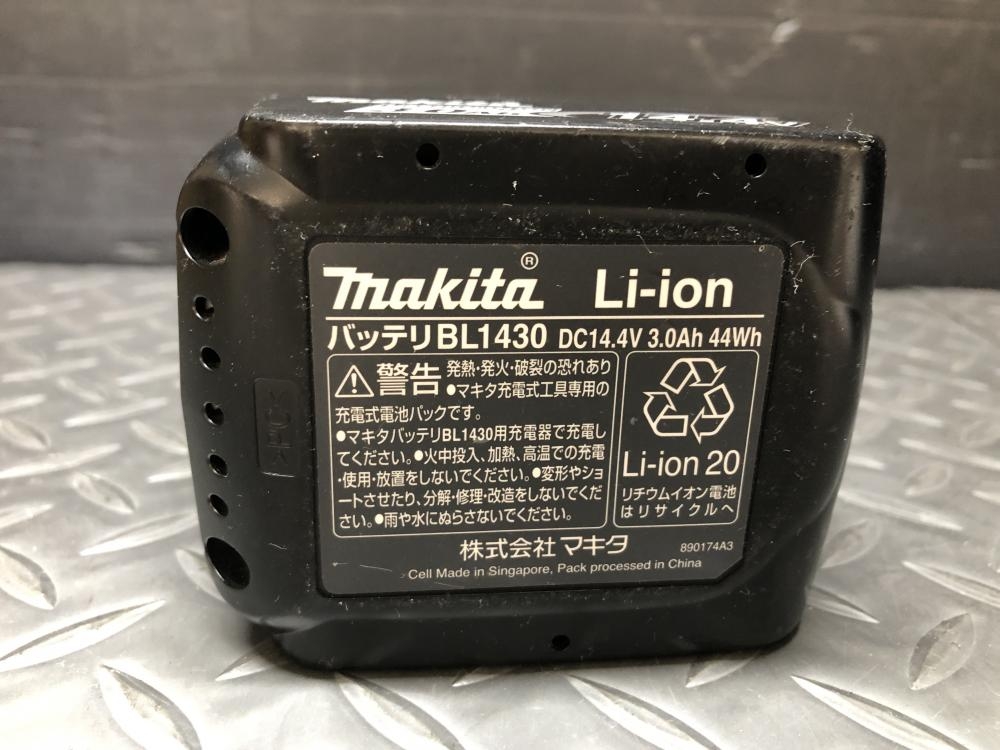 makita
makita® Li-ion
バッテリBL1430 DC14.4V 3.0Ah 44Wh
警告 発熱・発火・破裂の恐れあり
●マキタ充電式工具専用の
充電式電池パックです。
●マキタバッテリBL1430用充電器で充電し
てください。●火中投入、加熱、高温での充電
・使用・放置をしないでください。●変形やショ
ートさせたり、分解・修理・改造をしないでくだ
さい。●雨や水にぬらさないでください。
Li-ion 20
リチウムイオン電池
はリサイクルへ
株式会社マキタ 890174A3
Cell Made in Singapore, Pack processed in China